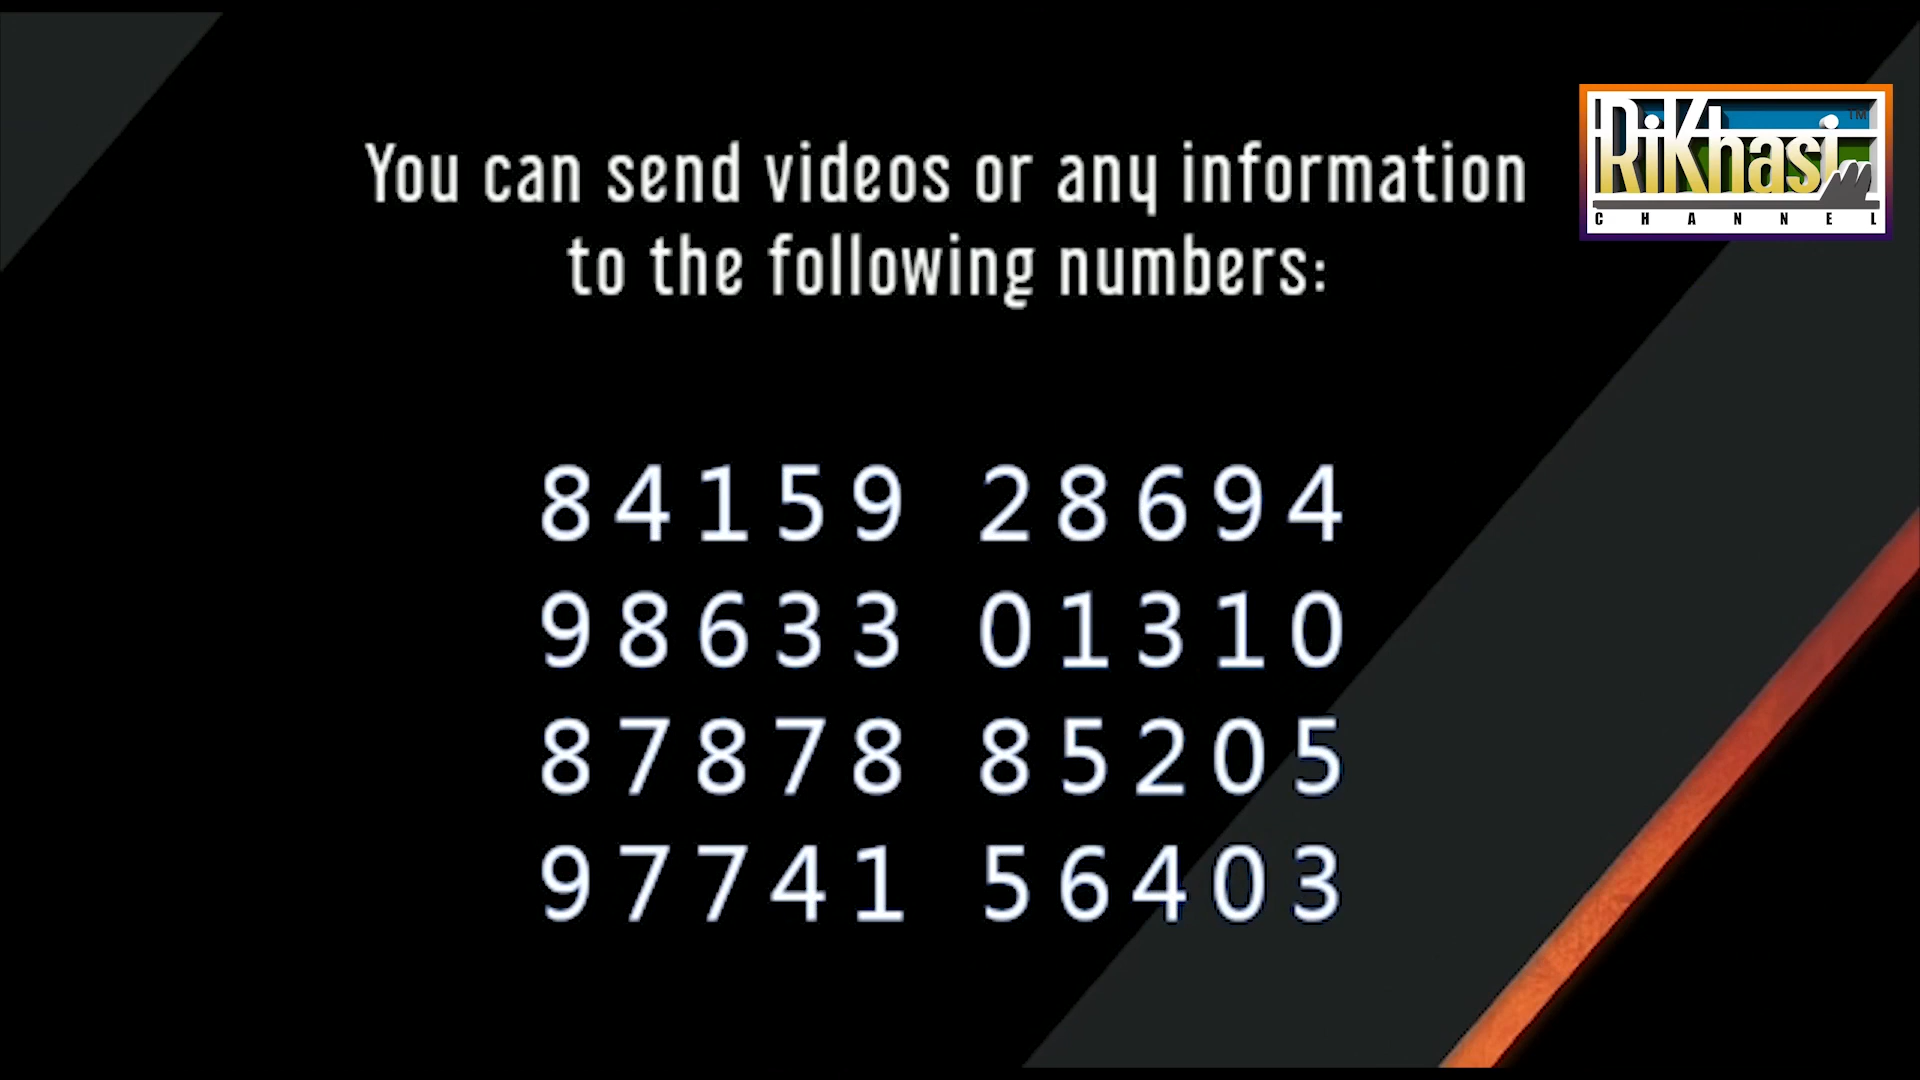 You can send videos or any information
to the following numbers:
RiKhasi TM
CHANNEL
84159 28694
98633 01310
87878 85205
97741 56403